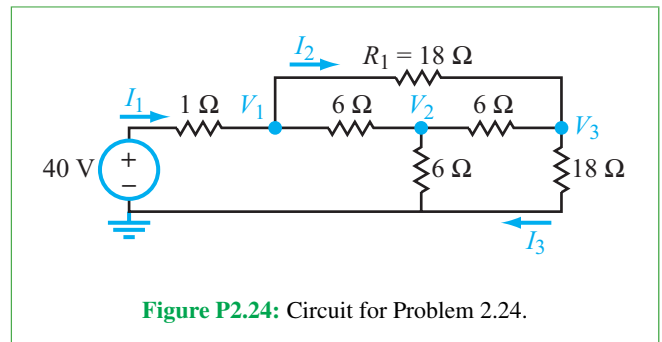 I2 R1 = 18 Ω
I1 1 Ω V1 6 Ω V2 6 Ω V3
40 V + − 6 Ω 18 Ω
I3
Figure P2.24: Circuit for Problem 2.24.